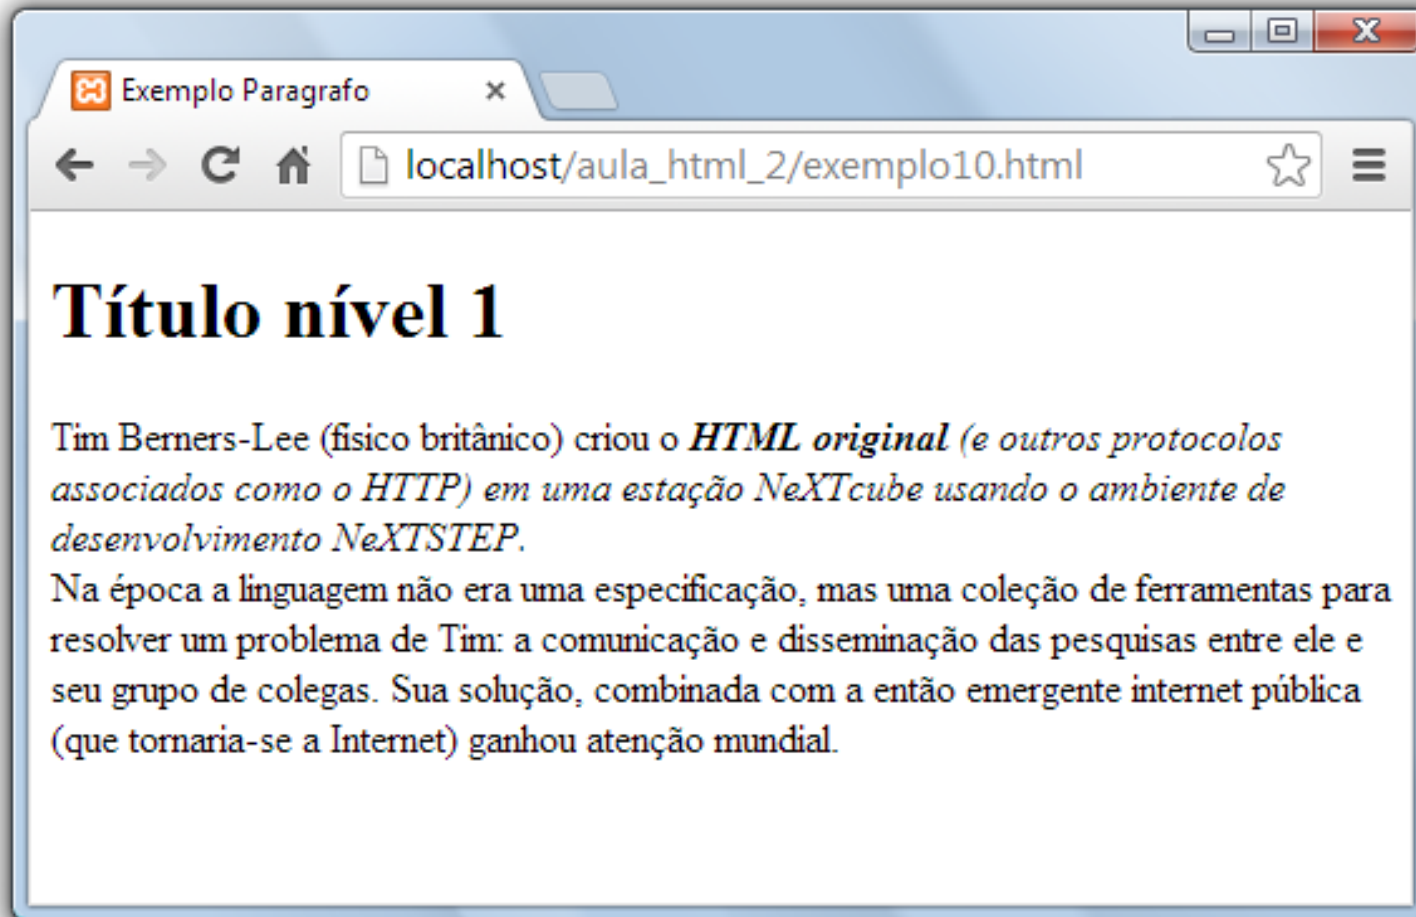 Exemplo Paragrafo
localhost/aula_html_2/exemplo10.html
Título nível 1
Tim Berners-Lee (físico britânico) criou o HTML original (e outros protocolos
associados como o HTTP) em uma estação NeXTcube usando o ambiente de
desenvolvimento NeXTSTEP.
Na época a linguagem não era uma especificação, mas uma coleção de ferramentas para
resolver um problema de Tim: a comunicação e disseminação das pesquisas entre ele e
seu grupo de colegas. Sua solução, combinada com a então emergente internet pública
(que tornaria-se a Internet) ganhou atenção mundial.